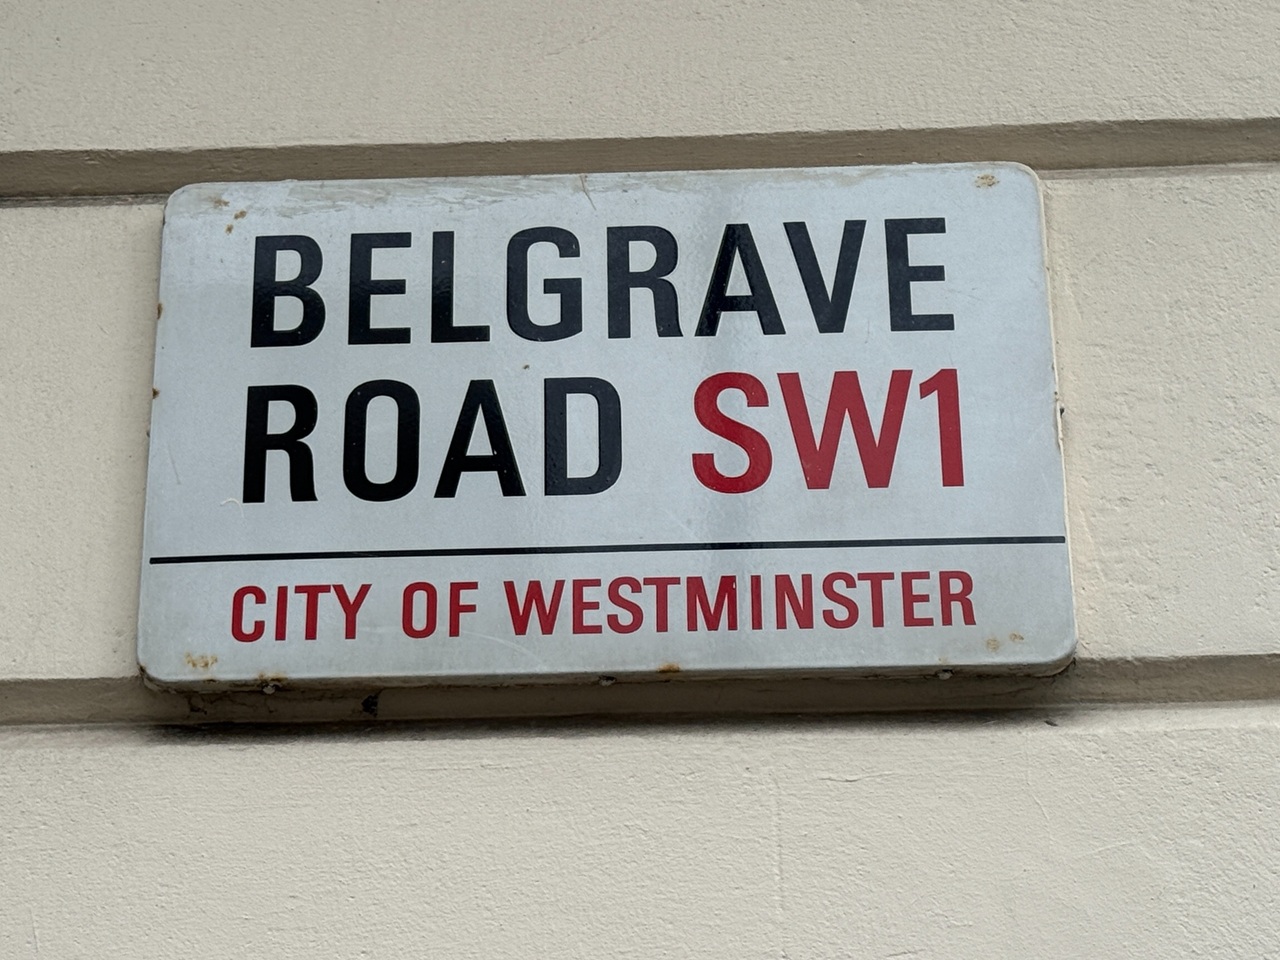 BELGRAVE
ROAD SW1
CITY OF WESTMINSTER